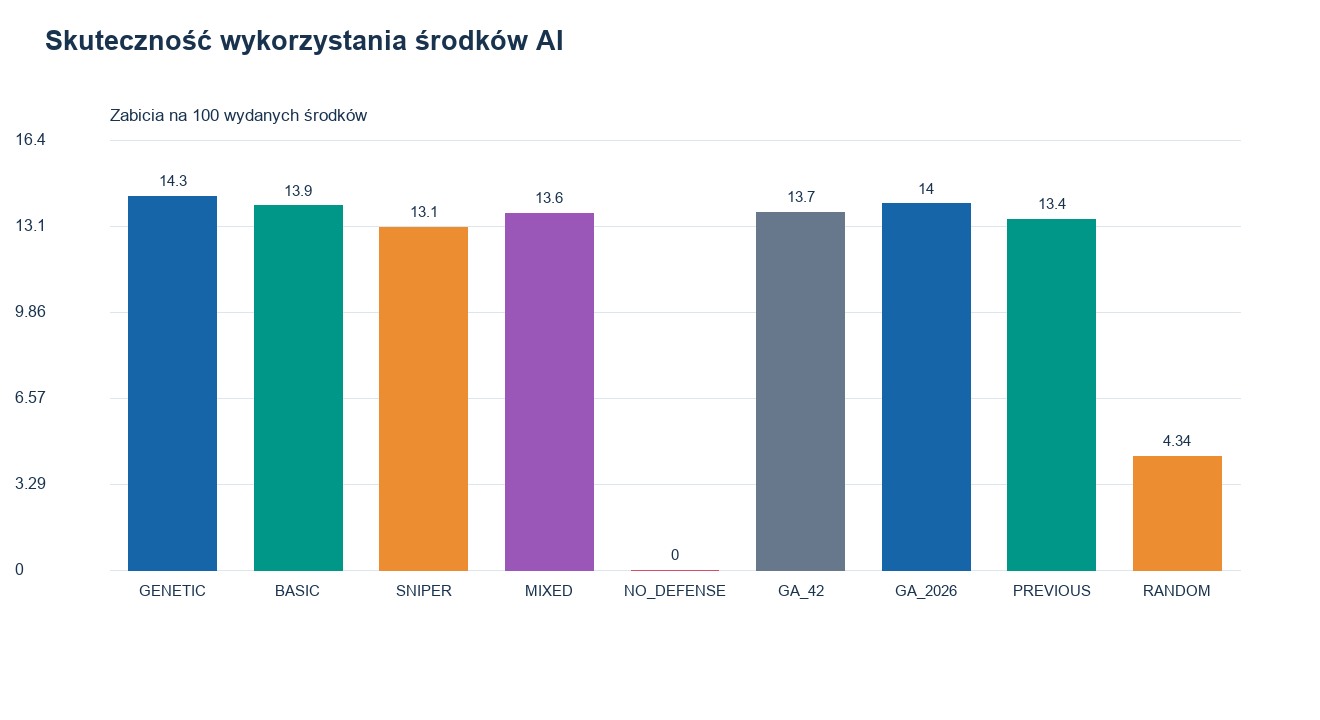 Skuteczność wykorzystania środków AI
Zabicia na 100 wydanych środków
16.4
13.1
9.86
6.57
3.29
0
14.3
13.9
13.1
13.6
0
13.7
14
13.4
4.34
GENETIC
BASIC
SNIPER
MIXED
NO_DEFENSE
GA_42
GA_2026
PREVIOUS
RANDOM